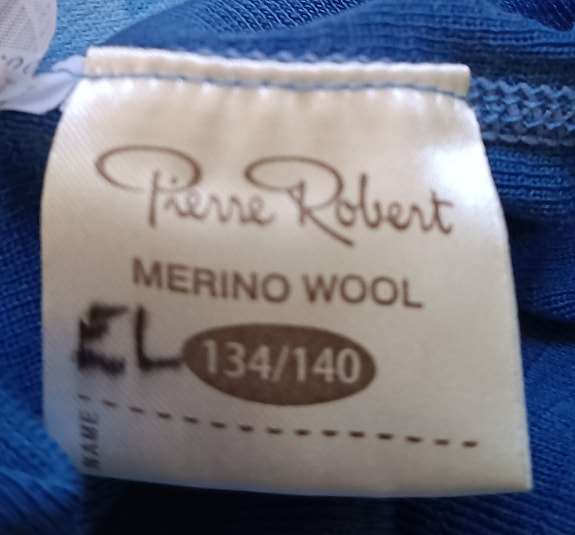 Pierre Robert
MERINO WOOL
EL 134/140
NAME